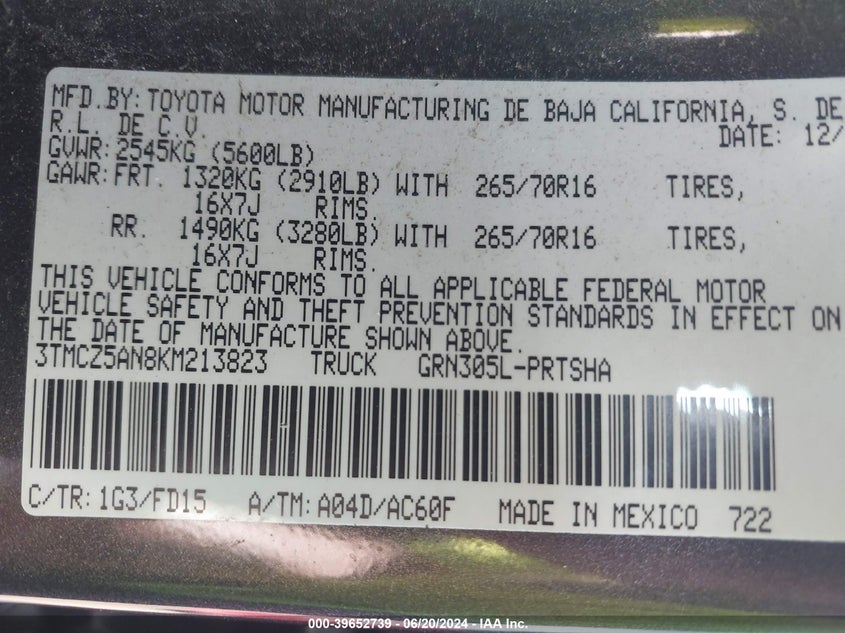 MFD.BY:TOYOTA MOTOR MANUFACTURING DE BAJA CALIFORNIA, S. DE
R.L. DE C.V.
DATE: 12/
GVWR:2545KG (5600LB)
GAWR:FRT. 1320KG (2910LB) WITH 265/70R16 TIRES,
16X7J RIMS.
RR. 1490KG (3280LB) WITH 265/70R16 TIRES,
16X7J RIMS.
THIS VEHICLE CONFORMS TO ALL APPLICABLE FEDERAL MOTOR
VEHICLE SAFETY AND THEFT PREVENTION STANDARDS IN EFFECT ON
THE DATE OF MANUFACTURE SHOWN ABOVE.
3TMCZ5AN8KM213823 TRUCK GRN305L-PRTSHA
C/TR:1G3/FD15 A/TM:A04D/AC60F MADE IN MEXICO 722
000-39652739 - 06/20/2024 - IAA Inc.